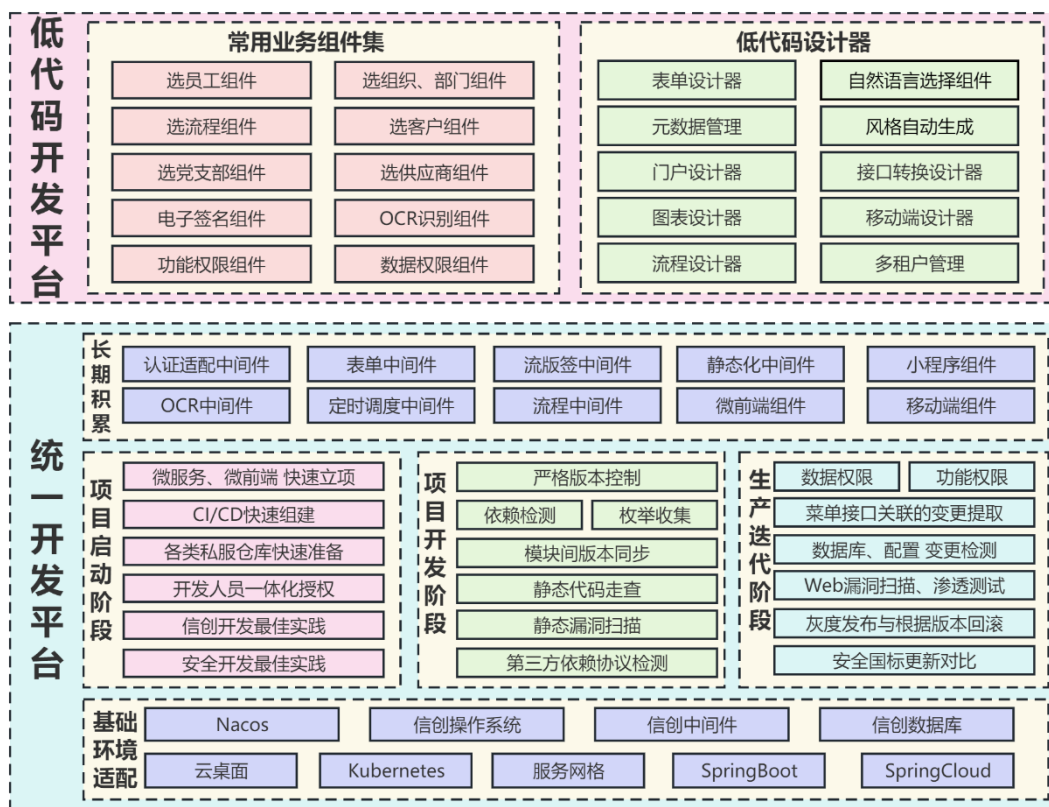 低代码开发平台
常用业务组件集
选员工组件
选组织、部门组件
选流程组件
选客户组件
选党支部组件
选供应商组件
电子签名组件
OCR识别组件
功能权限组件
数据权限组件
低代码设计器
表单设计器
自然语言选择组件
元数据管理
风格自动生成
门户设计器
接口转换设计器
图表设计器
移动端设计器
流程设计器
多租户管理
统一开发平台
长期积累
认证适配中间件
表单中间件
流版签中间件
静态化中间件
小程序组件
OCR中间件
定时调度中间件
流程中间件
微前端组件
移动端组件
项目启动阶段
微服务、微前端 快速立项
CI/CD快速组建
各类私服仓库快速准备
开发人员一体化授权
信创开发最佳实践
安全开发最佳实践
项目开发阶段
严格版本控制
依赖检测
枚举收集
模块间版本同步
静态代码走查
静态漏洞扫描
第三方依赖协议检测
生产迭代阶段
数据权限
功能权限
菜单接口关联的变更提取
数据库、配置 变更检测
Web漏洞扫描、渗透测试
灰度发布与根据版本回滚
安全国标更新对比
基础环境适配
Nacos
信创操作系统
信创中间件
信创数据库
云桌面
Kubernetes
服务网格
SpringBoot
SpringCloud